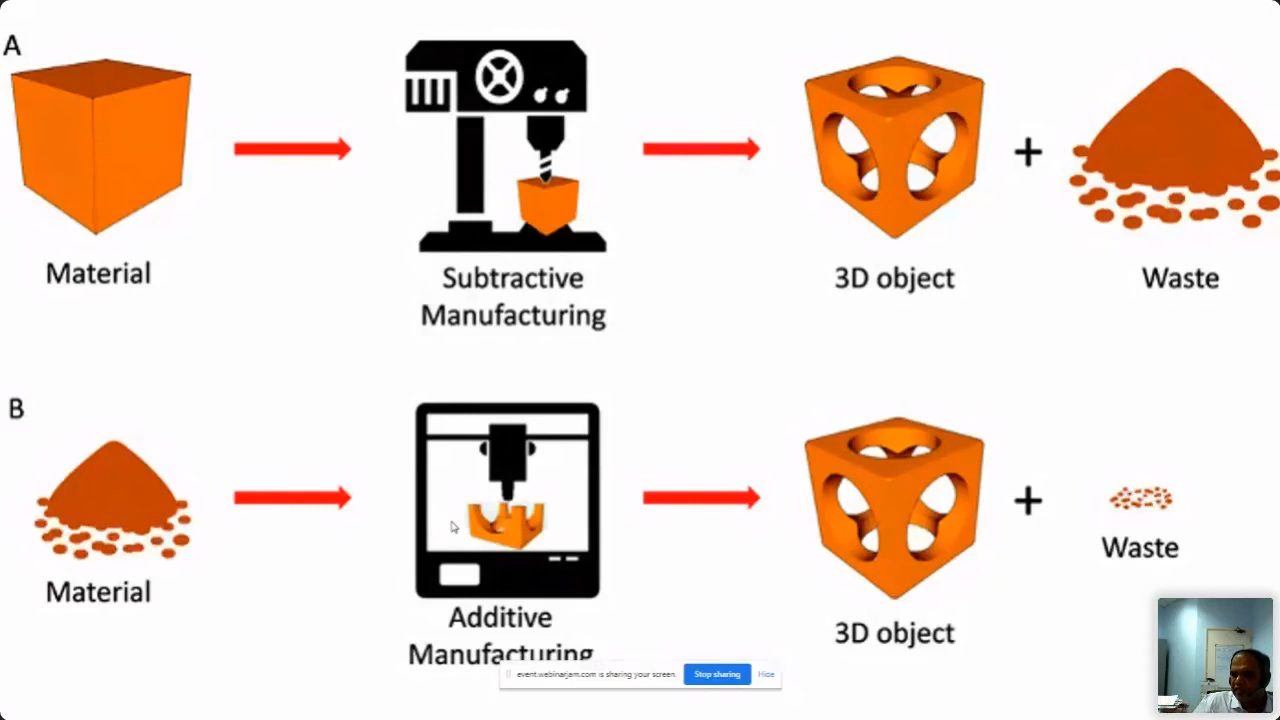 A
Material
Subtractive
Manufacturing
3D object
+
Waste
B
Material
Additive
Manufacturing
3D object
+
Waste
event.webinarjam.com is sharing your screen.
Stop sharing
Hide